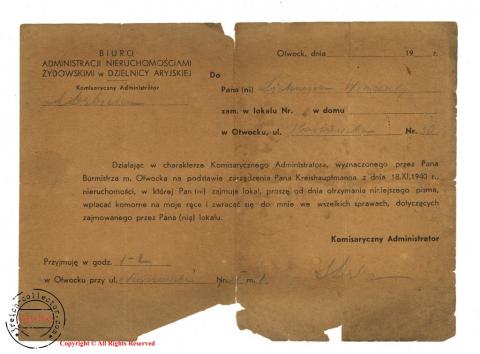 BIURO
ADMINISTRACJI NIERUCHOMOŚCIAMI
ŻYDOWSKIMI w DZIELNICY ARYJSKIEJ
Komisaryczny Administrator
Otwock, dnia 19 r.
Do
Pana (ni)
zam. w lokalu Nr. w domu
w Otwocku, ul. Nr.
Działając w charakterze Komisarycznego Administratora, wyznaczonego przez Pana
Burmistrza m. Otwocka na podstawie zarządzenia Pana Kreishauptmanna z dnia 18.XI.1940 r.,
nieruchomości, w której Pan (ni) zajmuje lokal, proszę od dnia otrzymania niniejszego pisma,
wpłacać komorne na moje ręce i zwracać się do mnie we wszelkich sprawach, dotyczących
zajmowanego przez Pana (nią) lokalu.
Komisaryczny Administrator
Przyjmuję w godz. 1-2
w Otwocku przy ul. Nr. m.
Copyright © All Rights Reserved